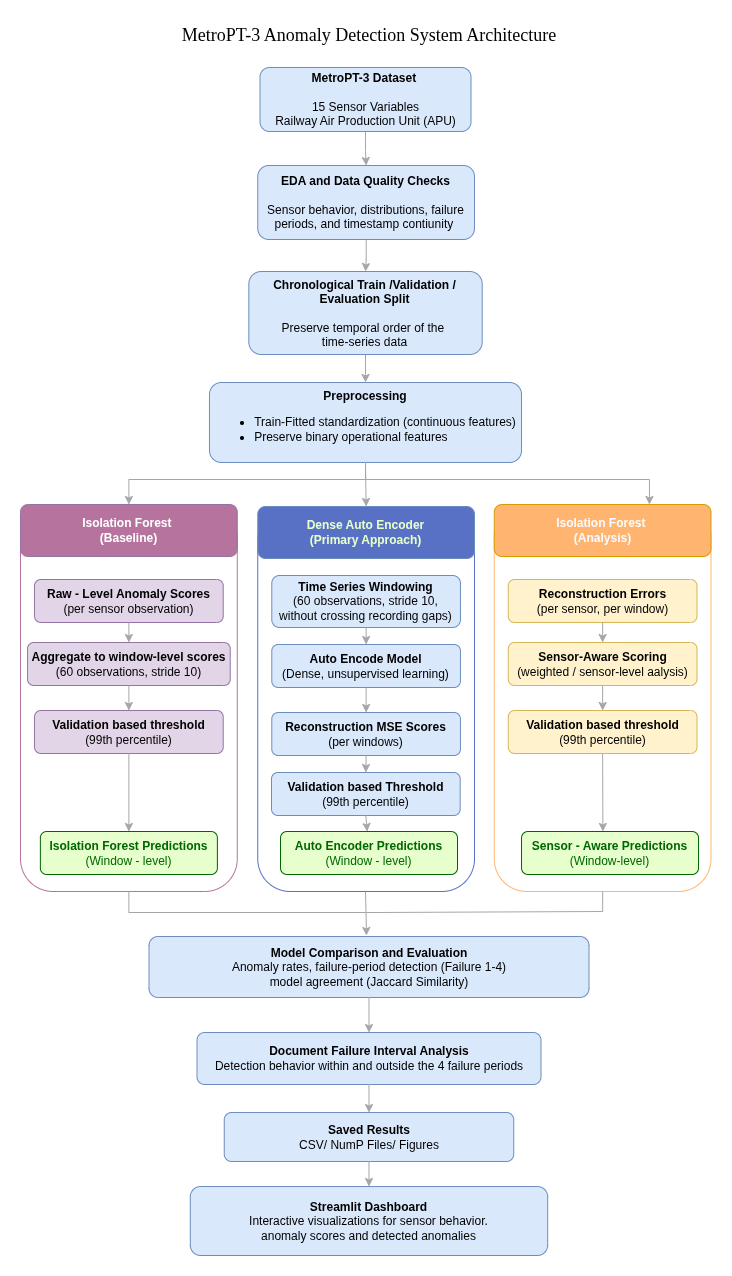 MetroPT-3 Anomaly Detection System Architecture
MetroPT-3 Dataset
15 Sensor Variables
Railway Air Production Unit (APU)
EDA and Data Quality Checks
Sensor behavior, distributions, failure
periods, and timestamp contiunity
Chronological Train /Validation /
Evaluation Split
Preserve temporal order of the
time-series data
Preprocessing
• Train-Fitted standardization (continuous features)
• Preserve binary operational features
Isolation Forest
(Baseline)
Raw - Level Anomaly Scores
(per sensor observation)
Aggregate to window-level scores
(60 observations, stride 10)
Validation based threshold
(99th percentile)
Isolation Forest Predictions
(Window - level)
Dense Auto Encoder
(Primary Approach)
Time Series Windowing
(60 observations, stride 10,
without crossing recording gaps)
Auto Encode Model
(Dense, unsupervised learning)
Reconstruction MSE Scores
(per windows)
Validation based Threshold
(99th percentile)
Auto Encoder Predictions
(Window - level)
Isolation Forest
(Analysis)
Reconstruction Errors
(per sensor, per window)
Sensor-Aware Scoring
(weighted / sensor-level aalysis)
Validation based threshold
(99th percentile)
Sensor - Aware Predictions
(Window-level)
Model Comparison and Evaluation
Anomaly rates, failure-period detection (Failure 1-4)
model agreement (Jaccard Similarity)
Document Failure Interval Analysis
Detection behavior within and outside the 4 failure periods
Saved Results
CSV/ NumP Files/ Figures
Streamlit Dashboard
Interactive visualizations for sensor behavior.
anomaly scores and detected anomalies